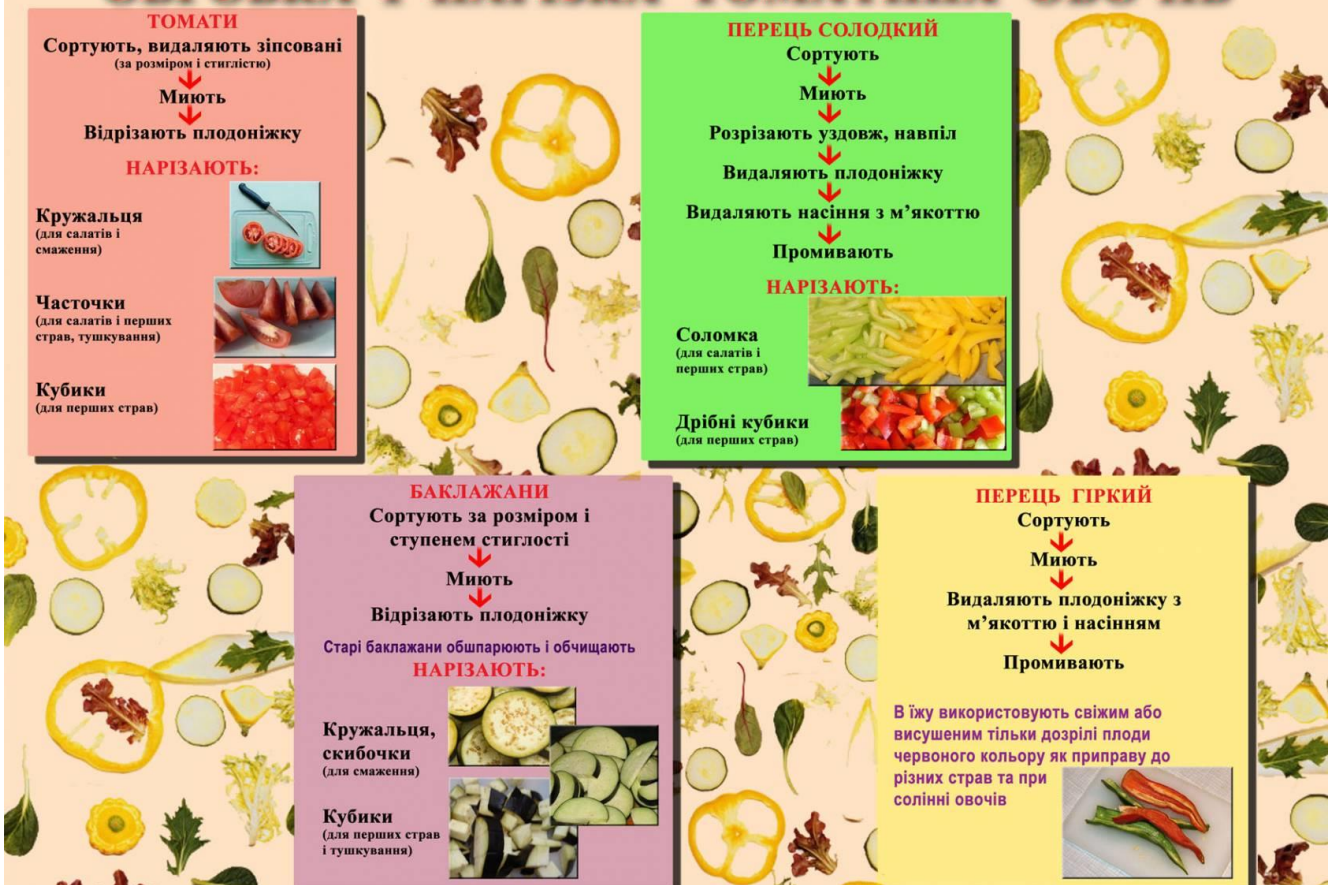 ТОМАТИ
Сортують, видаляють зіпсовані
(за розміром і стиглістю)
Миють
Відрізають плодоніжку
НАРІЗАЮТЬ:
Кружальця
(для салатів і
смаження)
Часточки
(для салатів і перших
страв, тушкування)
Кубики
(для перших страв)
ПЕРЕЦЬ СОЛОДКИЙ
Сортують
Миють
Розрізають уздовж, навпіл
Видаляють плодоніжку
Видаляють насіння з м’якоттю
Промивають
НАРІЗАЮТЬ:
Соломка
(для салатів і
перших страв)
Дрібні кубики
(для перших страв)
БАКЛАЖАНИ
Сортують за розміром і
ступенем стиглості
Миють
Відрізають плодоніжку
Старі баклажани обшпарюють і обчищають
НАРІЗАЮТЬ:
Кружальця,
скибочки
(для смаження)
Кубики
(для перших страв
і тушкування)
ПЕРЕЦЬ ГІРКИЙ
Сортують
Миють
Видаляють плодоніжку з
м’якоттю і насінням
Промивають
В їжу використовують свіжим або
висушеним тільки дозрілі плоди
червоного кольору як приправу до
різних страв та при
солінні овочів